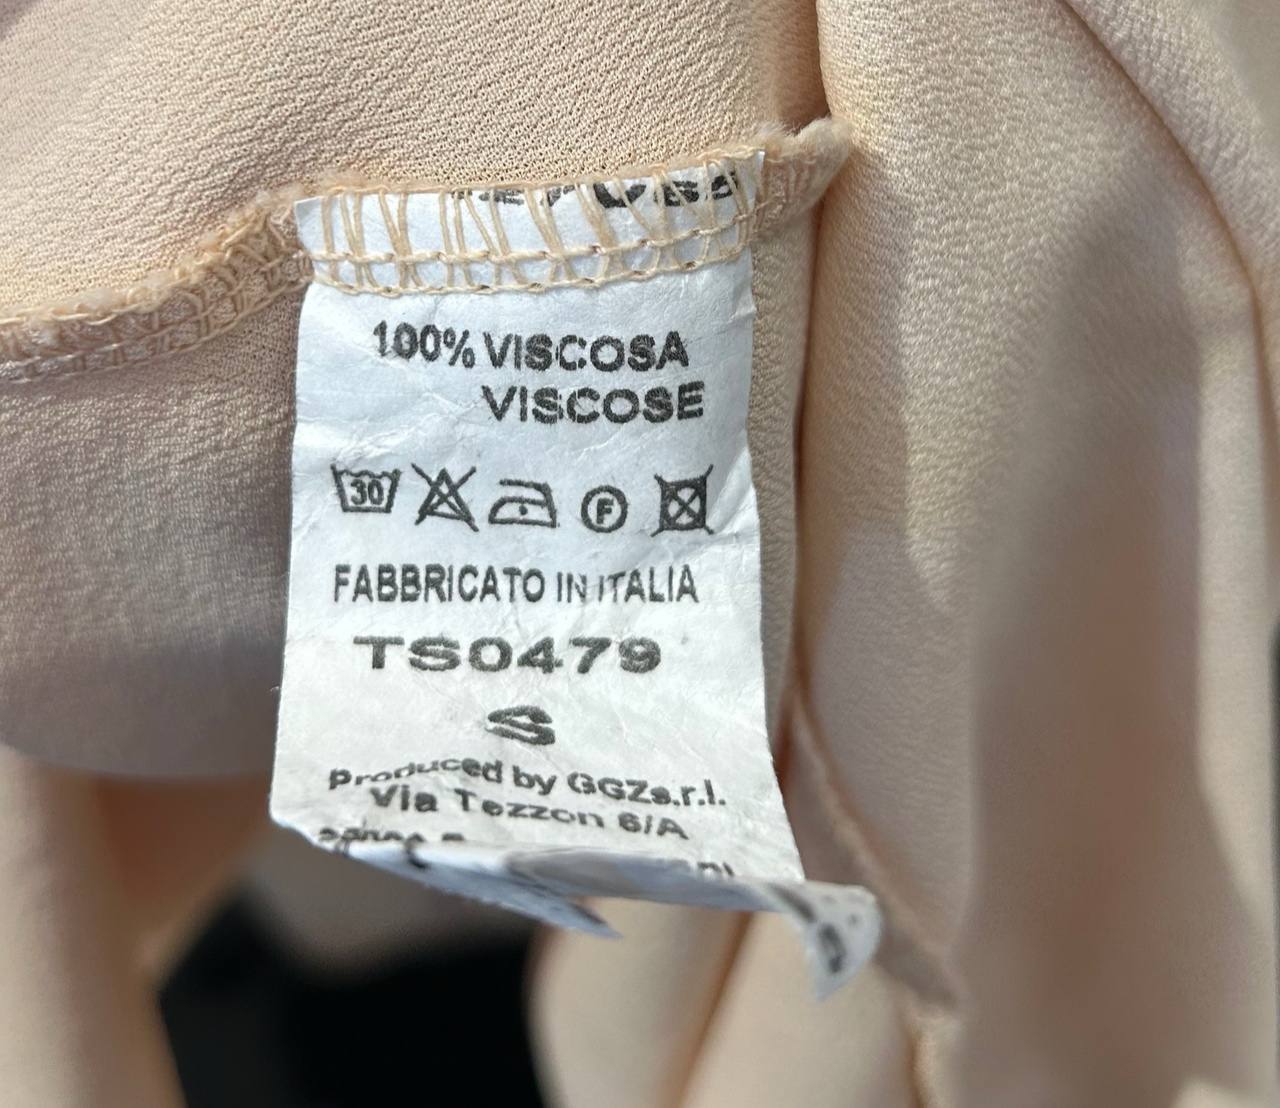 100% VISCOSA
VISCOSE
30 F
FABBRICATO IN ITALIA
TS0479
S
produced by GGZs.r.l.
Via Tezzon 6/A